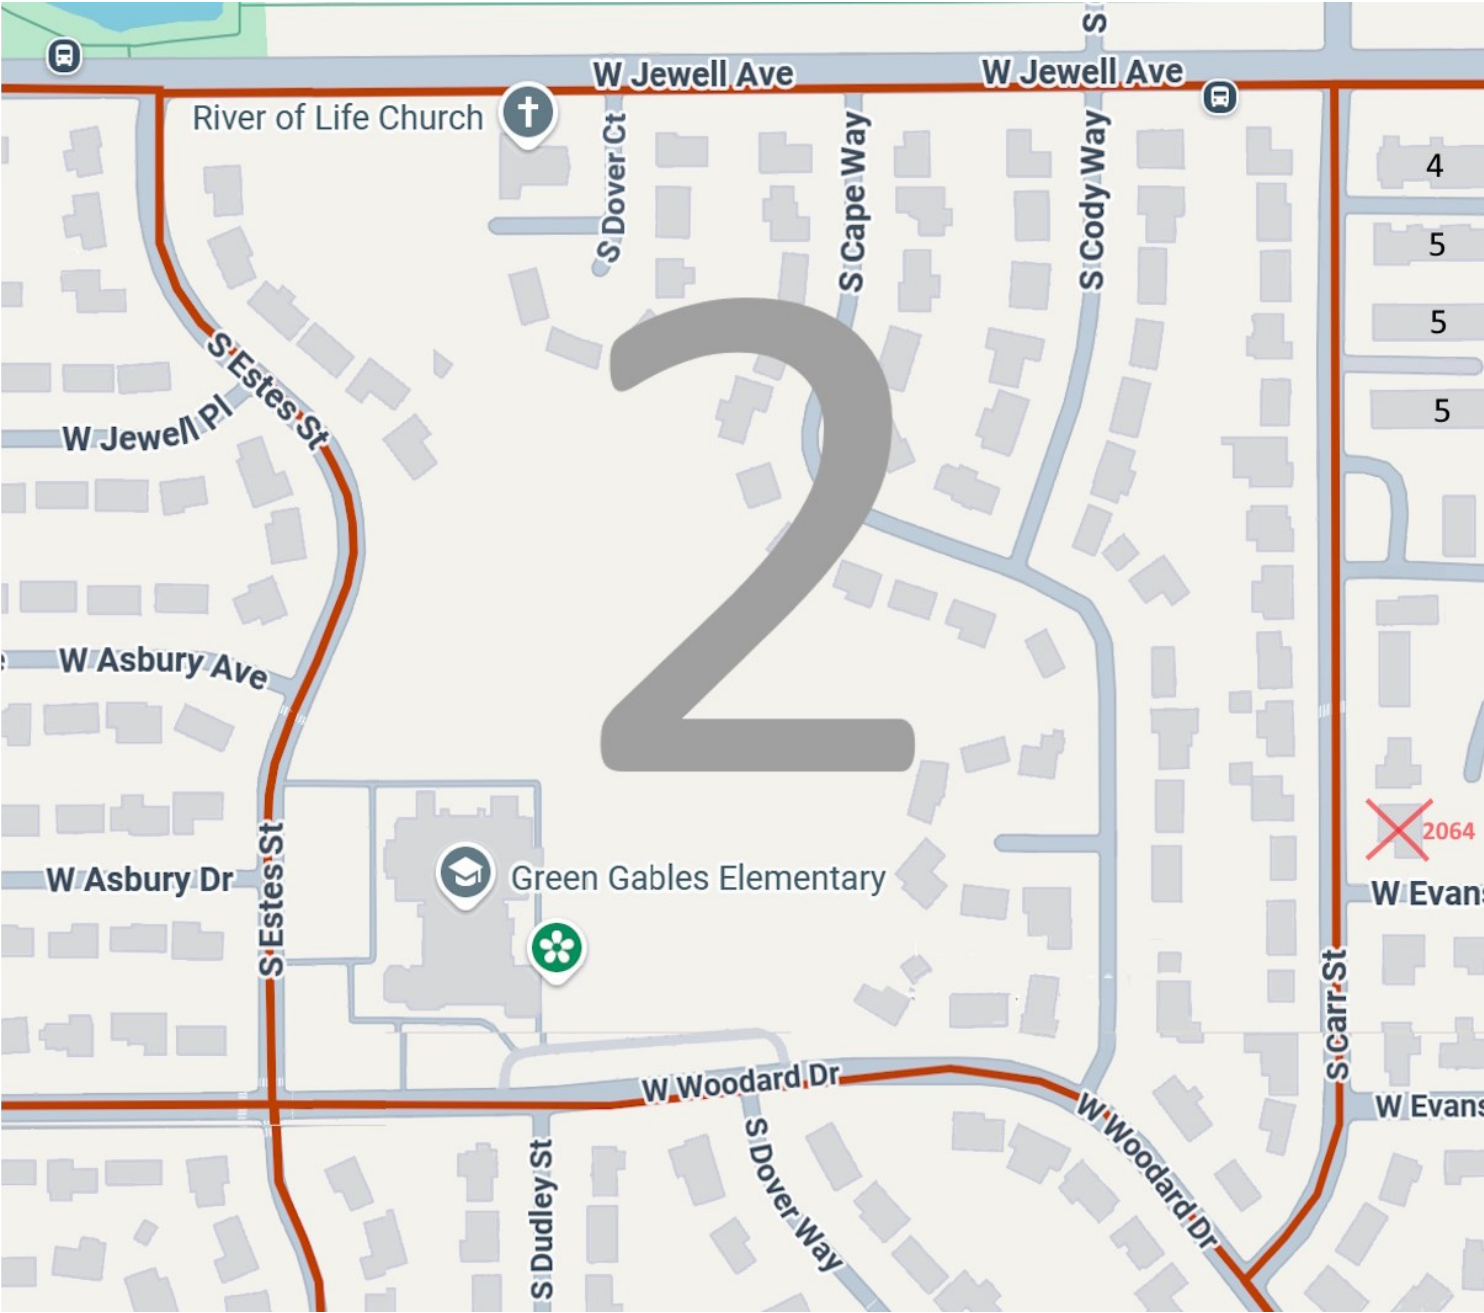 S
W Jewell Ave
W Jewell Ave
River of Life Church
S Dover Ct
S Cape Way
S Cody Way
4
5
5
5
S Estes St
W Jewell Pl
2
W Asbury Ave
2064
W Asbury Dr
S Estes St
Green Gables Elementary
W Evans
S Carr St
W Woodard Dr
W Evans
W Woodard Dr
S Dudley St
S Dover Way